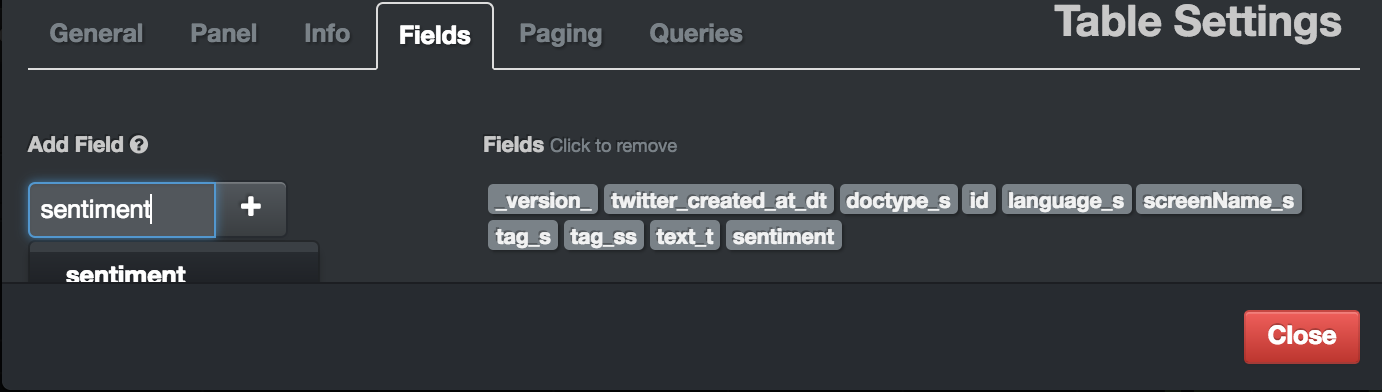 General Panel Info Fields Paging Queries Table Settings
Add Field ?
Fields Click to remove
sentiment +
_version_ twitter_created_at_dt doctype_s id language_s screenName_s
tag_s tag_ss text_t sentiment
sentiment
Close